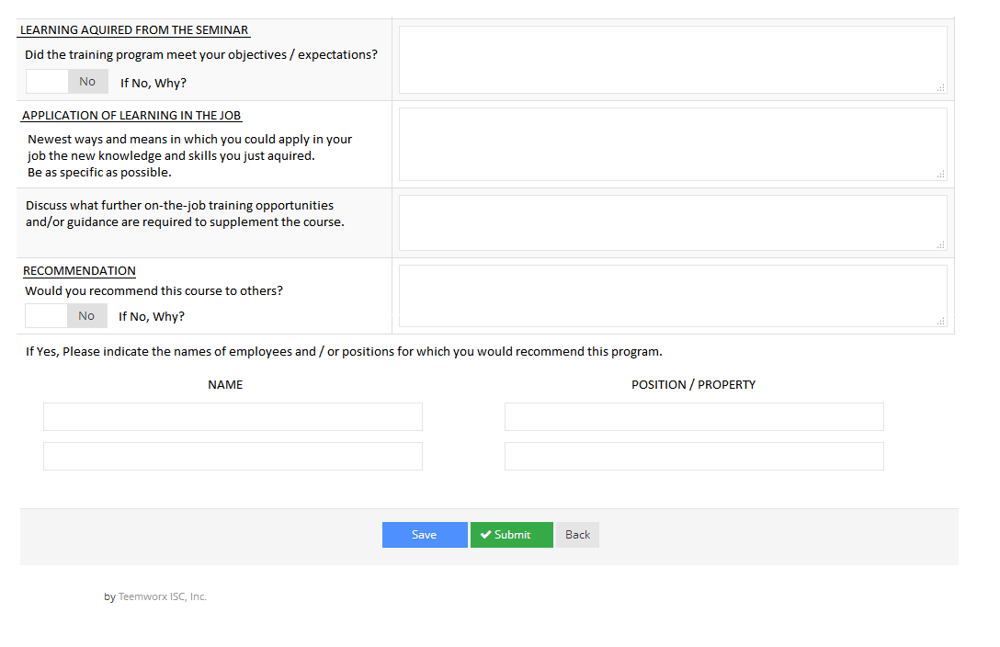 LEARNING AQUIRED FROM THE SEMINAR
Did the training program meet your objectives / expectations?
No If No, Why?
APPLICATION OF LEARNING IN THE JOB
Newest ways and means in which you could apply in your
job the new knowledge and skills you just aquired.
Be as specific as possible.
Discuss what further on-the-job training opportunities
and/or guidance are required to supplement the course.
RECOMMENDATION
Would you recommend this course to others?
No If No, Why?
If Yes, Please indicate the names of employees and / or positions for which you would recommend this program.
NAME POSITION / PROPERTY
Save Submit Back
by Teemworx ISC, Inc.